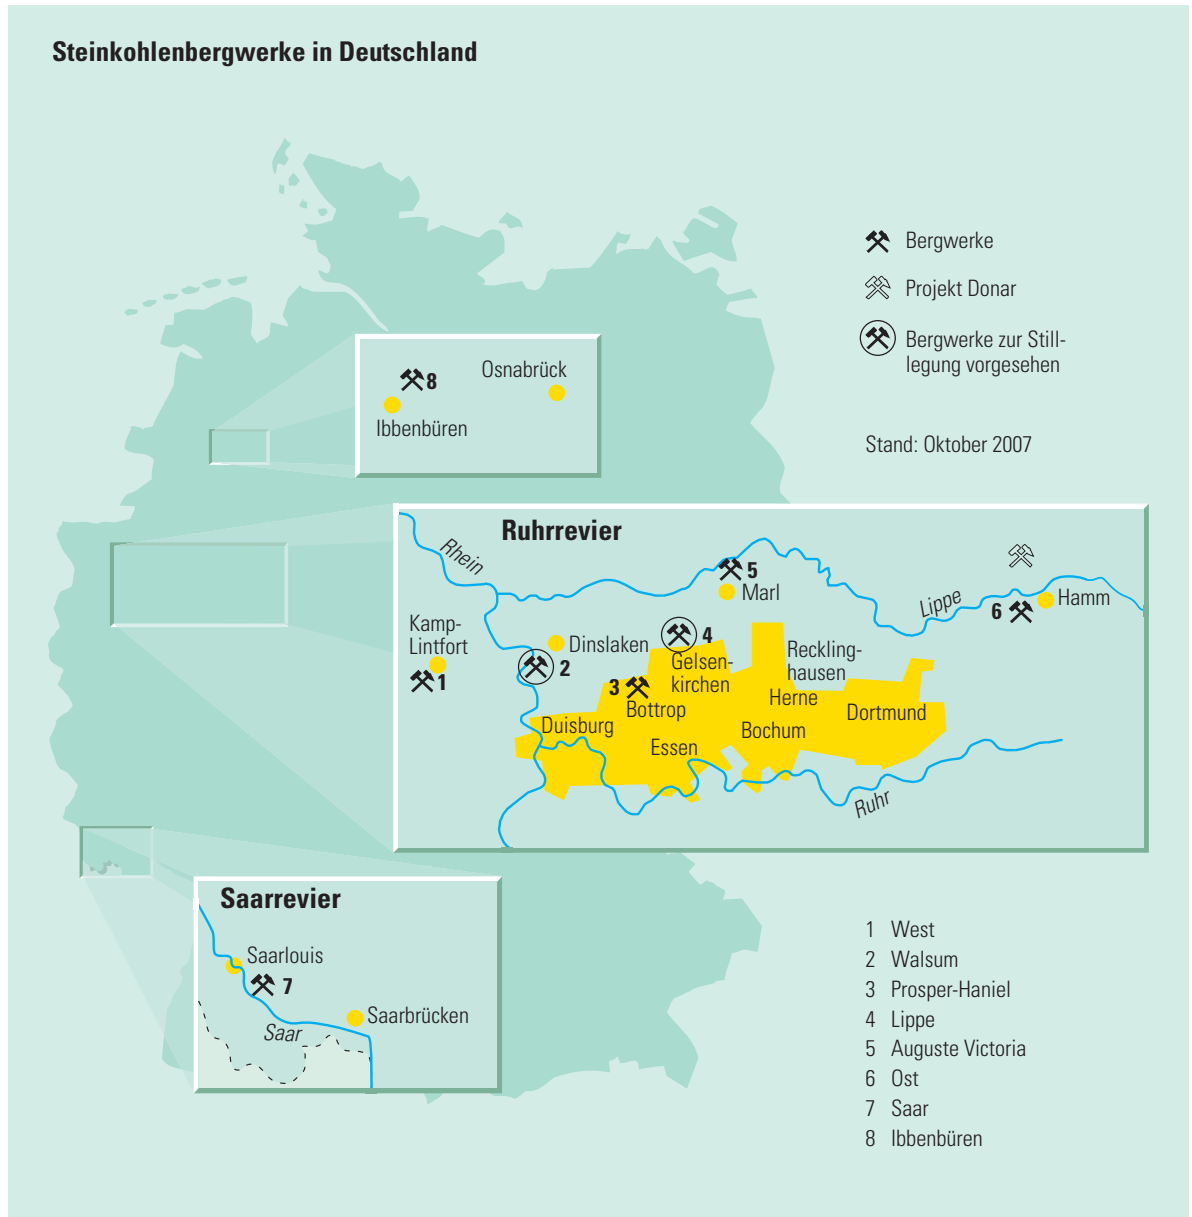 Steinkohlenbergwerke in Deutschland
Bergwerke
Projekt Donar
Bergwerke zur Still-
legung vorgesehen
Stand: Oktober 2007
8
Osnabrück
Ibbenbüren
Ruhrrevier
Rhein
5
Marl
Lippe
6
Hamm
Kamp-
Lintfort
1
Dinslaken
2
4
Gelsen-
kirchen
Reckling-
hausen
3
Bottrop
Herne
Dortmund
Duisburg
Essen
Bochum
Ruhr
Saarrevier
Saarlouis
7
Saarbrücken
Saar
1 West
2 Walsum
3 Prosper-Haniel
4 Lippe
5 Auguste Victoria
6 Ost
7 Saar
8 Ibbenbüren